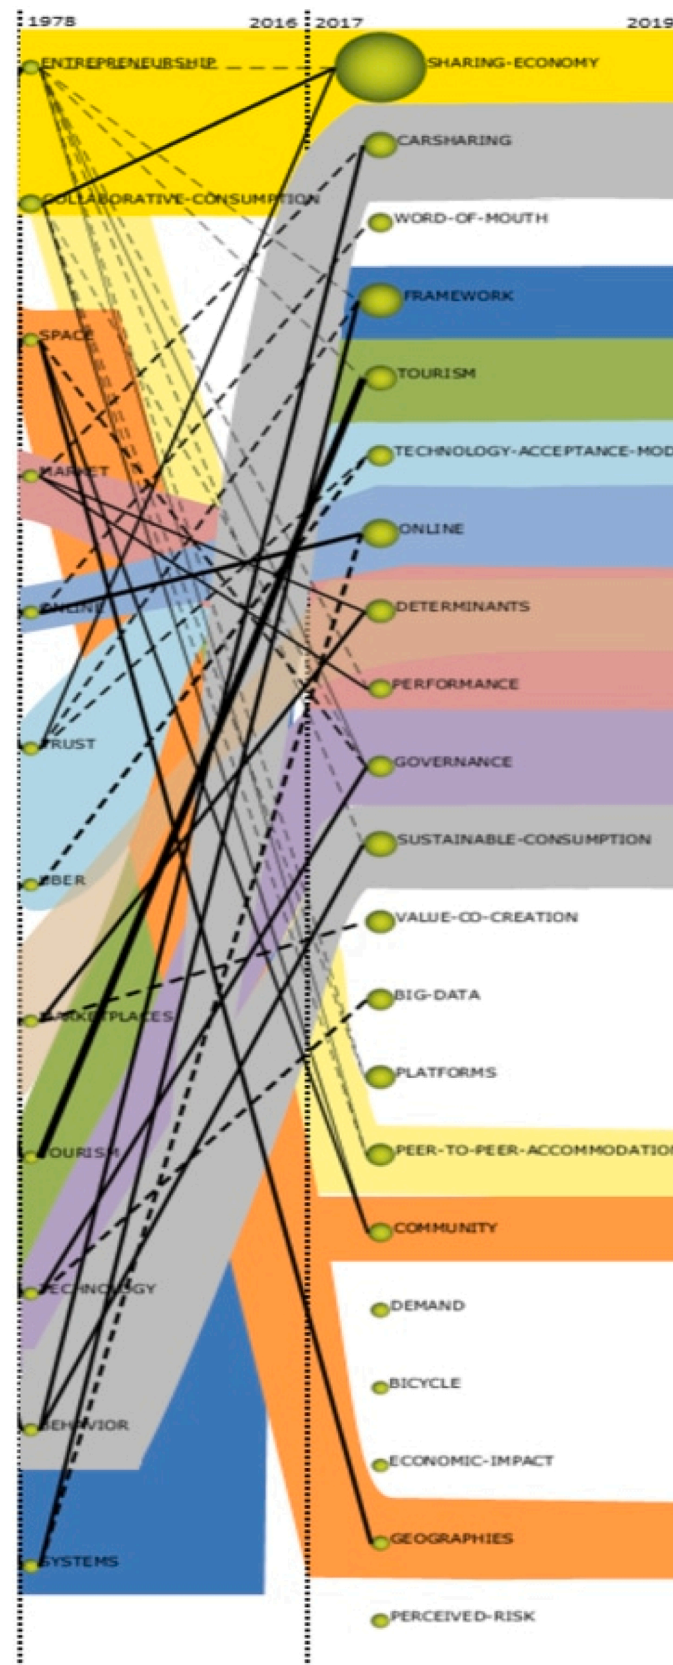 1978 2016 2017 2019
ENTREPRENEURSHIP
COLLABORATIVE-CONSUMPTION
SPACE
MARKET
ONLINE
TRUST
UBER
MARKETPLACES
TOURISM
TECHNOLOGY
BEHAVIOR
SYSTEMS
SHARING-ECONOMY
CARSHARING
WORD-OF-MOUTH
FRAMEWORK
TOURISM
TECHNOLOGY-ACCEPTANCE-MOD
ONLINE
DETERMINANTS
PERFORMANCE
GOVERNANCE
SUSTAINABLE-CONSUMPTION
VALUE-CO-CREATION
BIG-DATA
PLATFORMS
PEER-TO-PEER-ACCOMMODATION
COMMUNITY
DEMAND
BICYCLE
ECONOMIC-IMPACT
GEOGRAPHIES
PERCEIVED-RISK